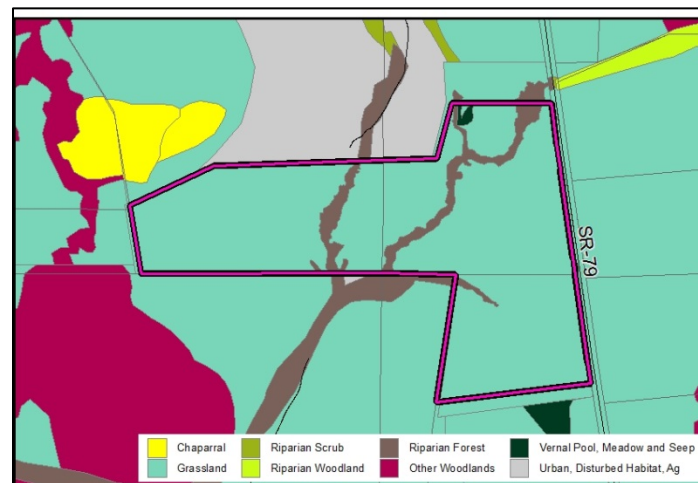 SR-79
Chaparral Riparian Scrub Riparian Forest Vernal Pool, Meadow and Seep
Grassland Riparian Woodland Other Woodlands Urban, Disturbed Habitat, Ag